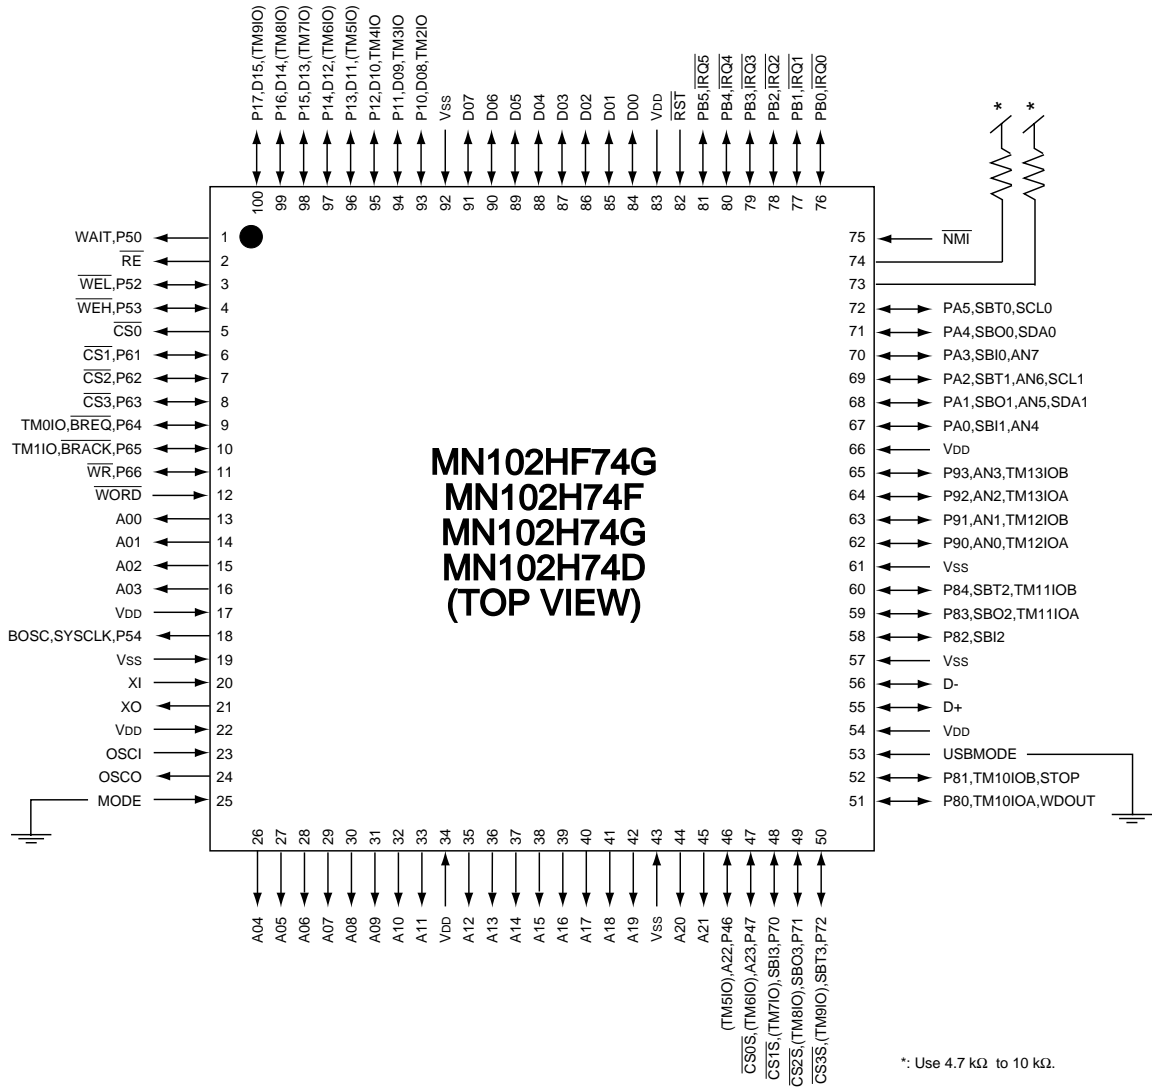 P17,D15,(TM9IO)
P16,D14,(TM8IO)
P15,D13,(TM7IO)
P14,D12,(TM6IO)
P13,D11,(TM5IO)
P12,D10,TM4IO
P11,D09,TM3IO
P10,D08,TM2IO
VSS
D07
D06
D05
D04
D03
D02
D01
D00
VDD
RST
PB5,IRQ5
PB4,IRQ4
PB3,IRQ3
PB2,IRQ2
PB1,IRQ1
PB0,IRQ0
* *
100 99 98 97 96 95 94 93 92 91 90 89 88 87 86 85 84 83 82 81 80 79 78 77 76
WAIT,P50 1
RE 2
WEL,P52 3
WEH,P53 4
CS0 5
CS1,P61 6
CS2,P62 7
CS3,P63 8
TM0IO,BREQ,P64 9
TM1IO,BRACK,P65 10
WR,P66 11
WORD 12
A00 13
A01 14
A02 15
A03 16
VDD 17
BOSC,SYSCLK,P54 18
VSS 19
XI 20
XO 21
VDD 22
OSCI 23
OSCO 24
MODE 25
MN102HF74G
MN102H74F
MN102H74G
MN102H74D
(TOP VIEW)
75 NMI
74
73
72 PA5,SBT0,SCL0
71 PA4,SBO0,SDA0
70 PA3,SBI0,AN7
69 PA2,SBT1,AN6,SCL1
68 PA1,SBO1,AN5,SDA1
67 PA0,SBI1,AN4
66 VDD
65 P93,AN3,TM13IOB
64 P92,AN2,TM13IOA
63 P91,AN1,TM12IOB
62 P90,AN0,TM12IOA
61 VSS
60 P84,SBT2,TM11IOB
59 P83,SBO2,TM11IOA
58 P82,SBI2
57 VSS
56 D-
55 D+
54 VDD
53 USBMODE
52 P81,TM10IOB,STOP
51 P80,TM10IOA,WDOUT
26 27 28 29 30 31 32 33 34 35 36 37 38 39 40 41 42 43 44 45 46 47 48 49 50
A04
A05
A06
A07
A08
A09
A10
A11
VDD
A12
A13
A14
A15
A16
A17
A18
A19
VSS
A20
A21
(TM5IO),A22,P46
CS0S,(TM6IO),A23,P47
CS1S,(TM7IO),SBI3,P70
CS2S,(TM8IO),SBO3,P71
CS3S,(TM9IO),SBT3,P72
*: Use 4.7 kΩ to 10 kΩ.